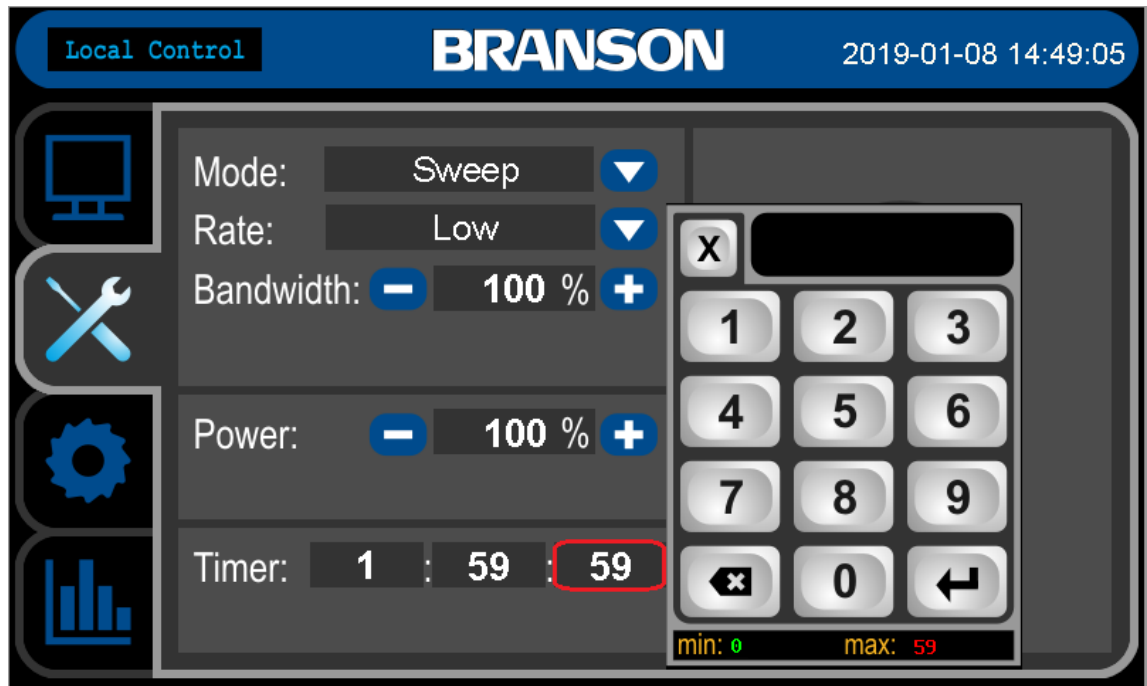 Local Control
BRANSON
2019-01-08 14:49:05
Mode: Sweep
Rate: Low
Bandwidth: - 100 % +
Power: - 100 % +
Timer: 1 : 59 : 59
X
1 2 3
4 5 6
7 8 9
0
min: 0 max: 59